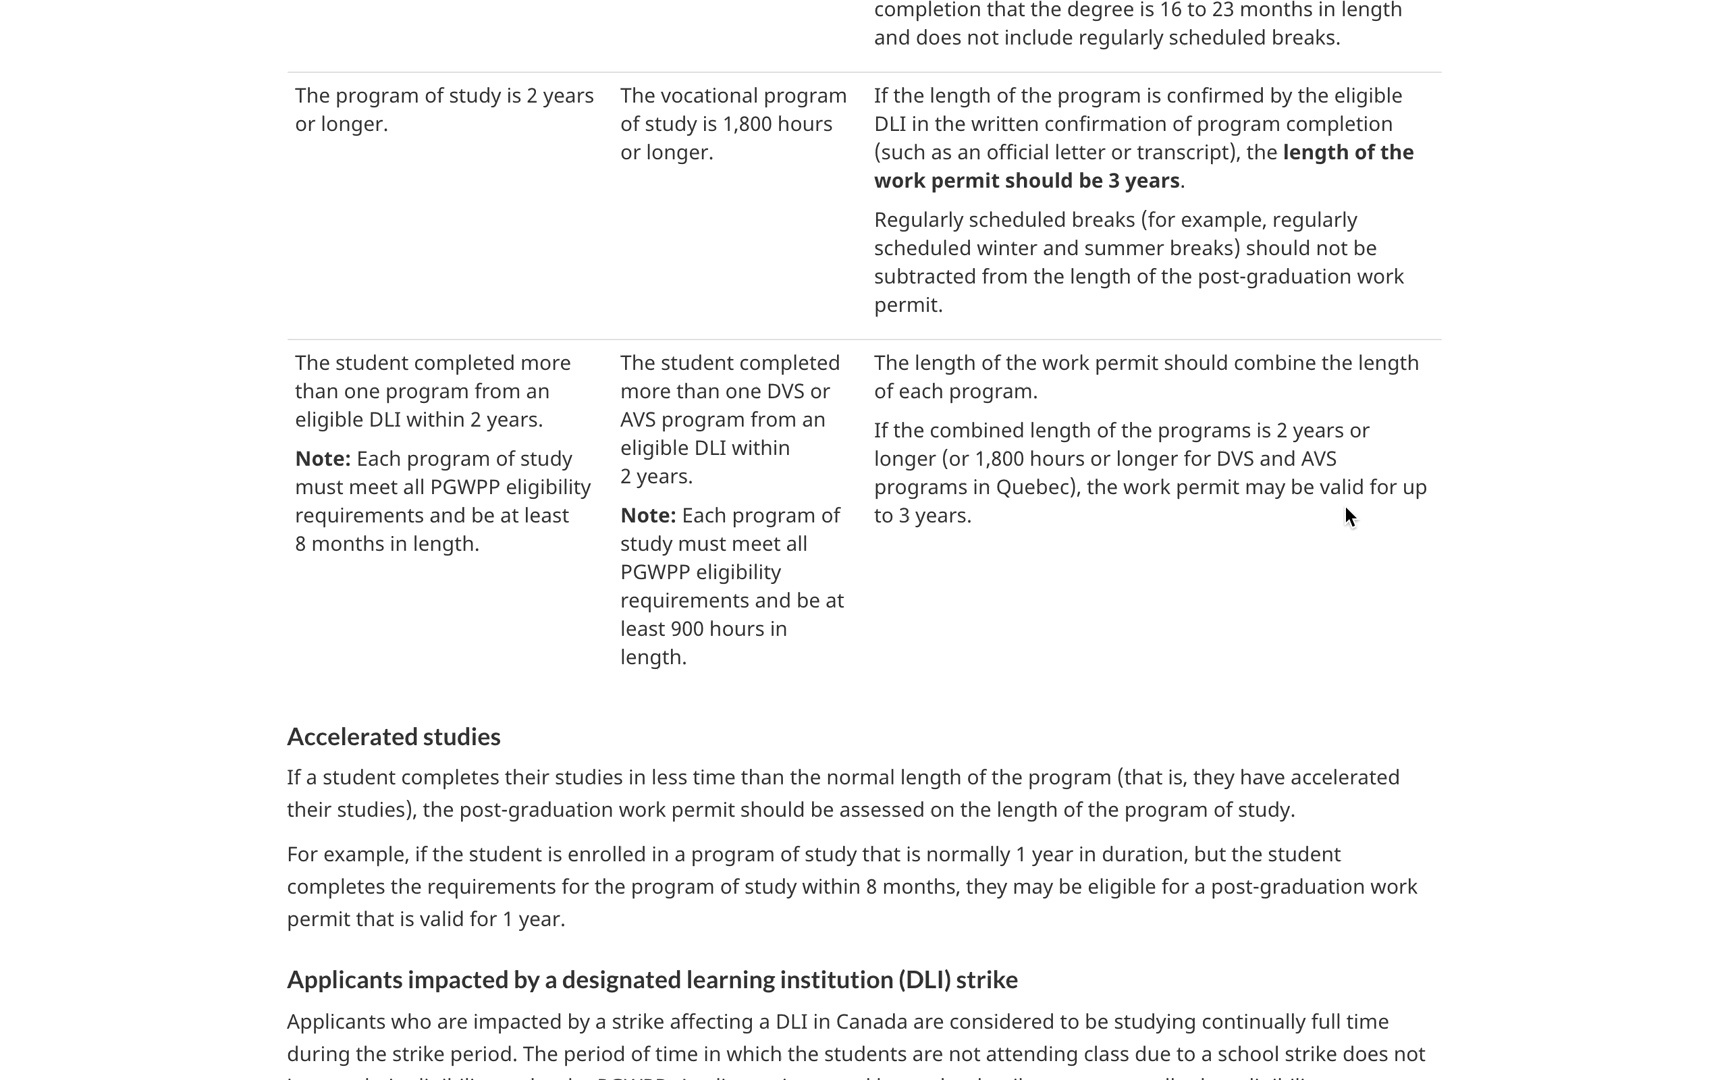 completion that the degree is 16 to 23 months in length
and does not include regularly scheduled breaks.
The program of study is 2 years
or longer.
The vocational program
of study is 1,800 hours
or longer.
If the length of the program is confirmed by the eligible
DLI in the written confirmation of program completion
(such as an official letter or transcript), the length of the
work permit should be 3 years.
Regularly scheduled breaks (for example, regularly
scheduled winter and summer breaks) should not be
subtracted from the length of the post-graduation work
permit.
The student completed more
than one program from an
eligible DLI within 2 years.
Note: Each program of study
must meet all PGWPP eligibility
requirements and be at least
8 months in length.
The student completed
more than one DVS or
AVS program from an
eligible DLI within
2 years.
Note: Each program of
study must meet all
PGWPP eligibility
requirements and be at
least 900 hours in
length.
The length of the work permit should combine the length
of each program.
If the combined length of the programs is 2 years or
longer (or 1,800 hours or longer for DVS and AVS
programs in Quebec), the work permit may be valid for up
to 3 years.
Accelerated studies
If a student completes their studies in less time than the normal length of the program (that is, they have accelerated
their studies), the post-graduation work permit should be assessed on the length of the program of study.
For example, if the student is enrolled in a program of study that is normally 1 year in duration, but the student
completes the requirements for the program of study within 8 months, they may be eligible for a post-graduation work
permit that is valid for 1 year.
Applicants impacted by a designated learning institution (DLI) strike
Applicants who are impacted by a strike affecting a DLI in Canada are considered to be studying continually full time
during the strike period. The period of time in which the students are not attending class due to a school strike does not